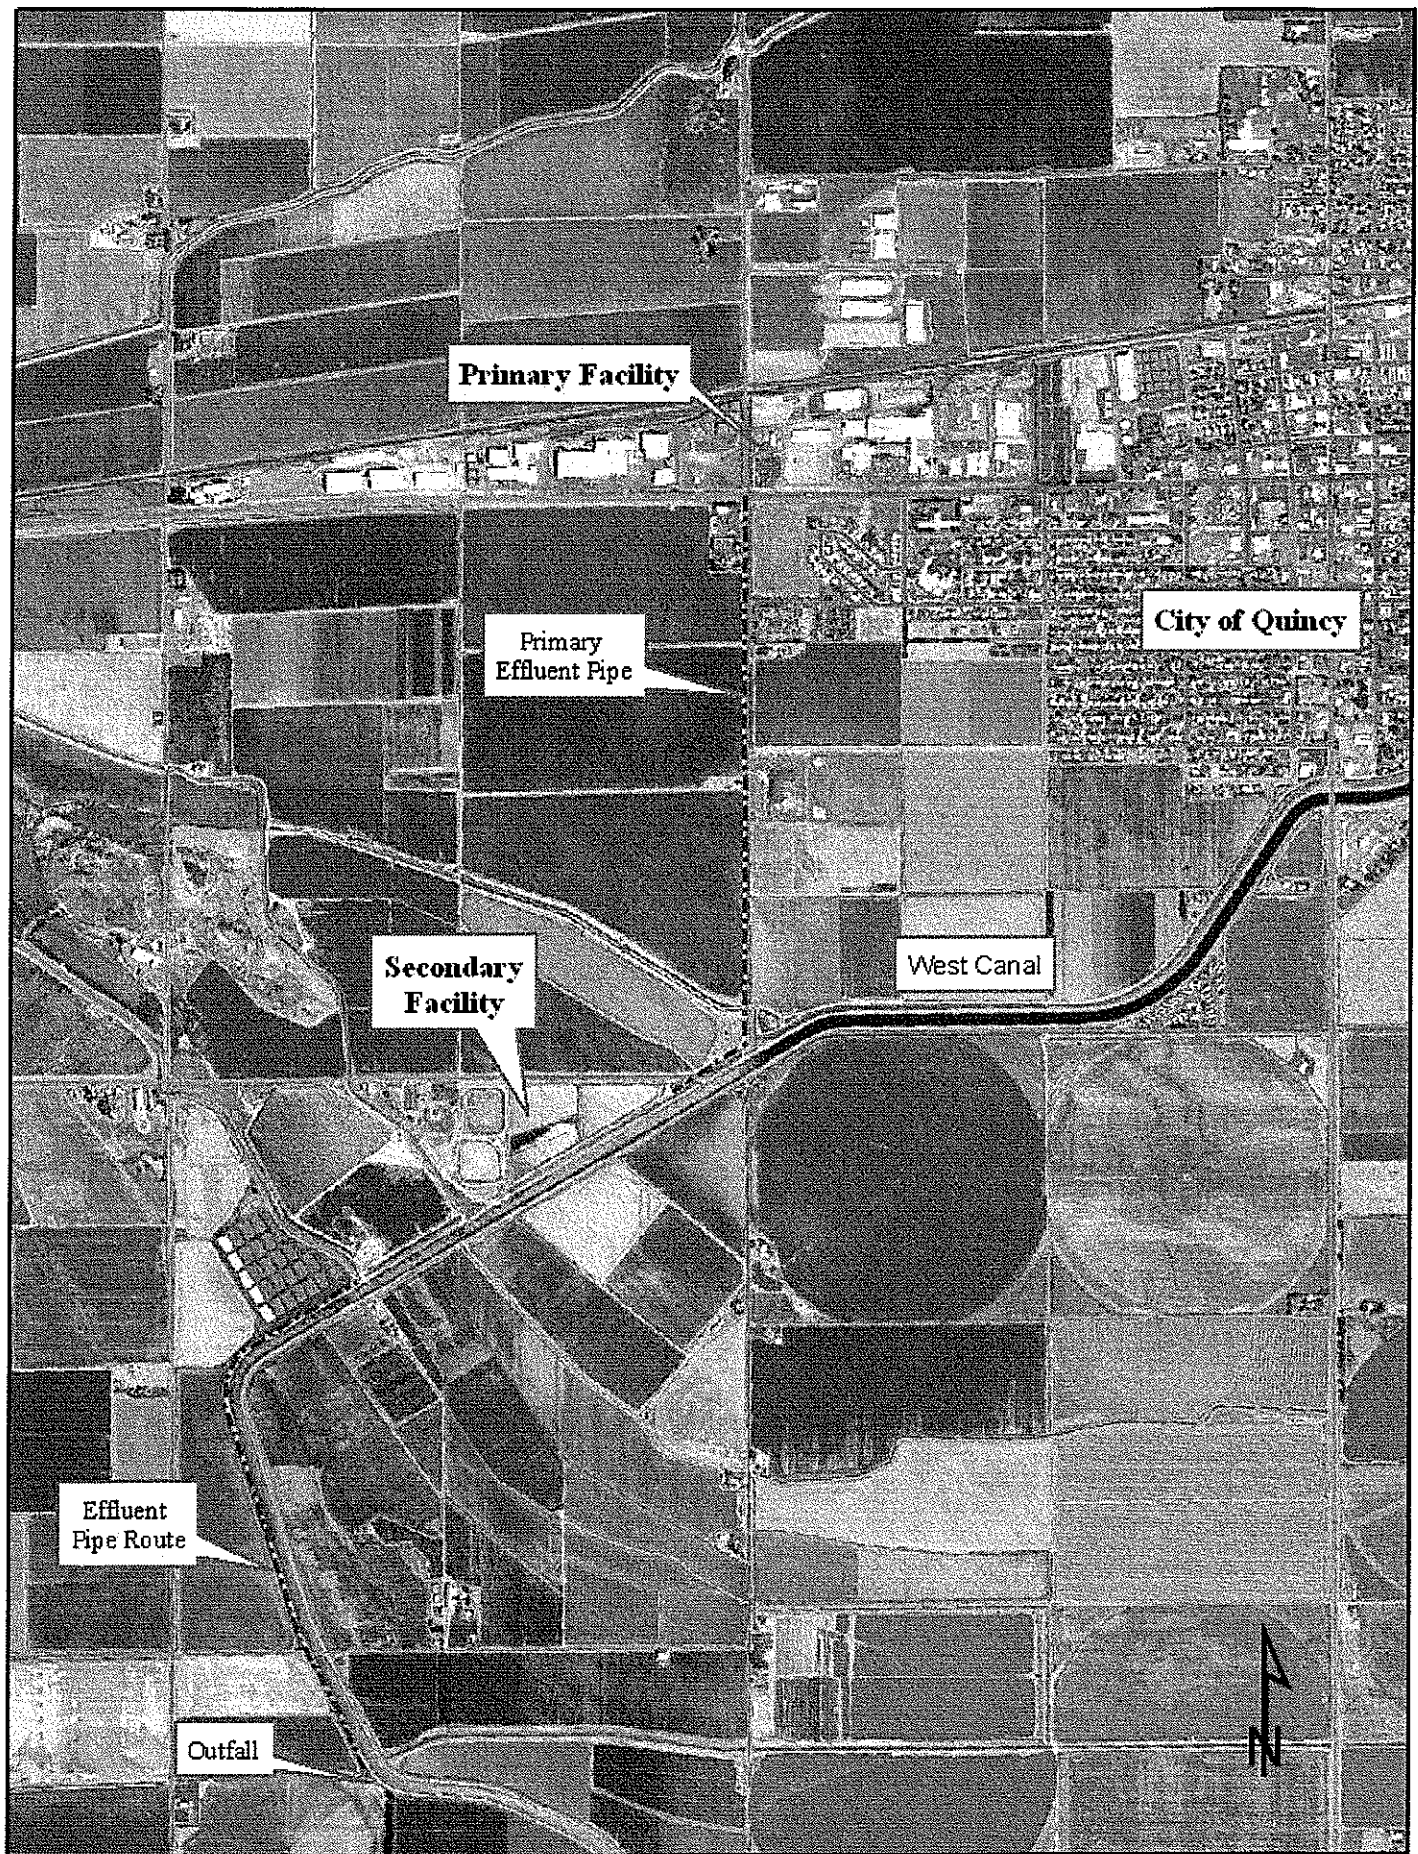 Primary Facility
City of Quincy
Primary
Effluent Pipe
West Canal
Secondary
Facility
Effluent
Pipe Route
N
Outfall